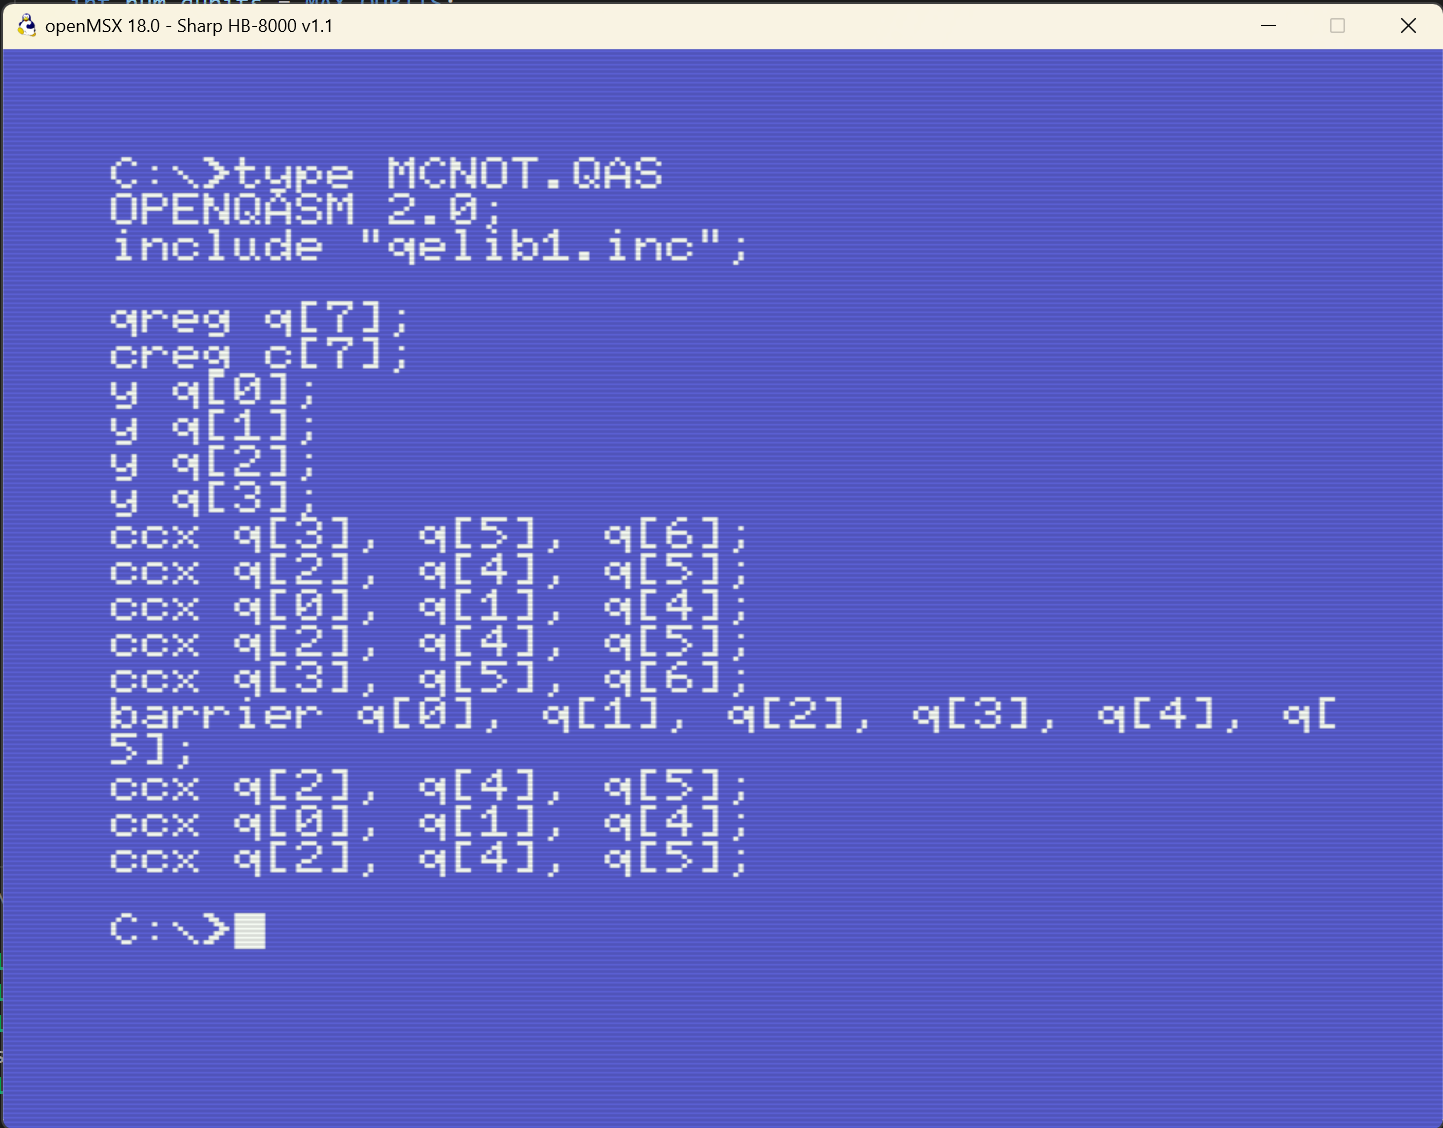 int num_qubits = MAX_QUBITS;
openMSX 18.0 - Sharp HB-8000 v1.1
C:\>type MCNOT.QAS
OPENQASM 2.0;
include "qelib1.inc";
qreg q[7];
creg c[7];
y q[0];
y q[1];
y q[2];
y q[3];
ccx q[3], q[5], q[6];
ccx q[2], q[4], q[5];
ccx q[0], q[1], q[4];
ccx q[2], q[4], q[5];
ccx q[3], q[5], q[6];
barrier q[0], q[1], q[2], q[3], q[4], q[
5];
ccx q[2], q[4], q[5];
ccx q[0], q[1], q[4];
ccx q[2], q[4], q[5];
C:\>